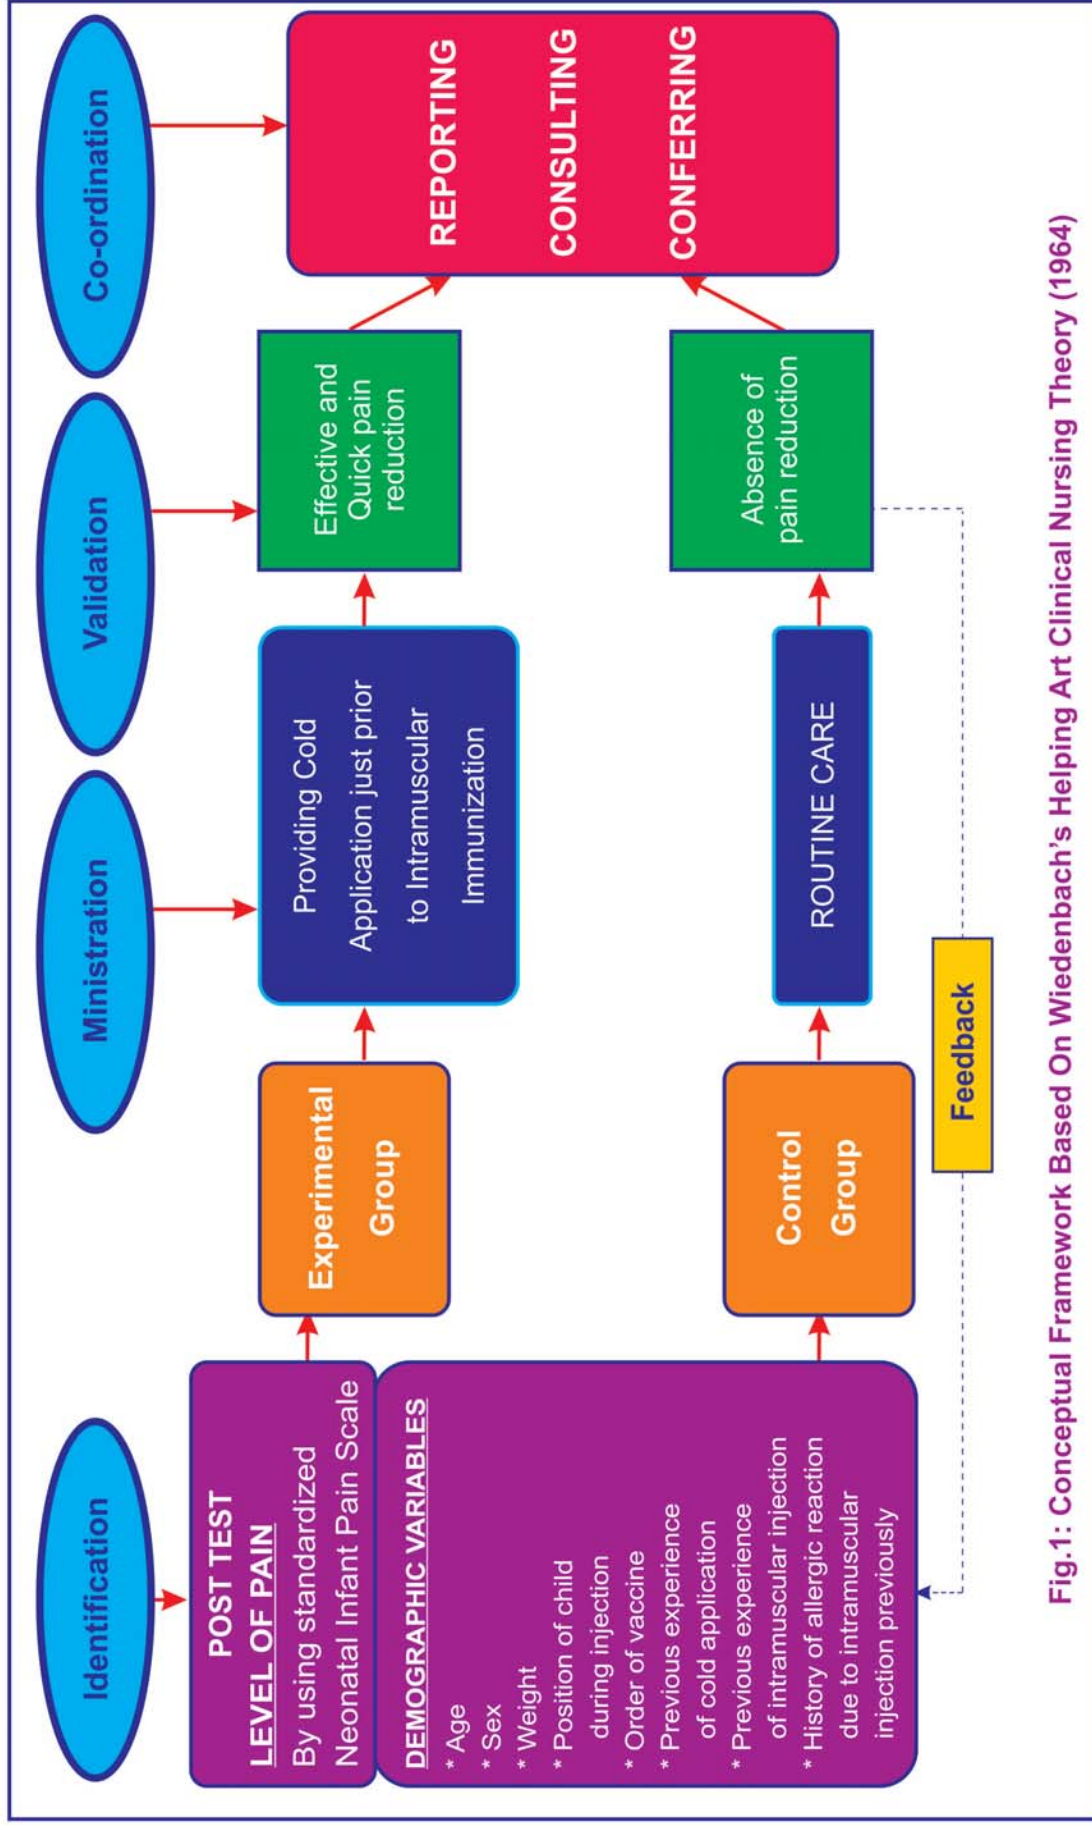 Identification
Ministration
Validation
Co-ordination
POST TEST
LEVEL OF PAIN
By using standardized
Neonatal Infant Pain Scale
DEMOGRAPHIC VARIABLES
* Age
* Sex
* Weight
* Position of child
during injection
* Order of vaccine
* Previous experience
of cold application
* Previous experience
of intramuscular injection
* History of allergic reaction
due to intramuscular
injection previously
Experimental
Group
Control
Group
Providing Cold
Application just prior
to Intramuscular
Immunization
ROUTINE CARE
Effective and
Quick pain
reduction
Absence of
pain reduction
REPORTING
CONSULTING
CONFERRING
Feedback
Fig.1: Conceptual Framework Based On Wiedenbach's Helping Art Clinical Nursing Theory (1964)